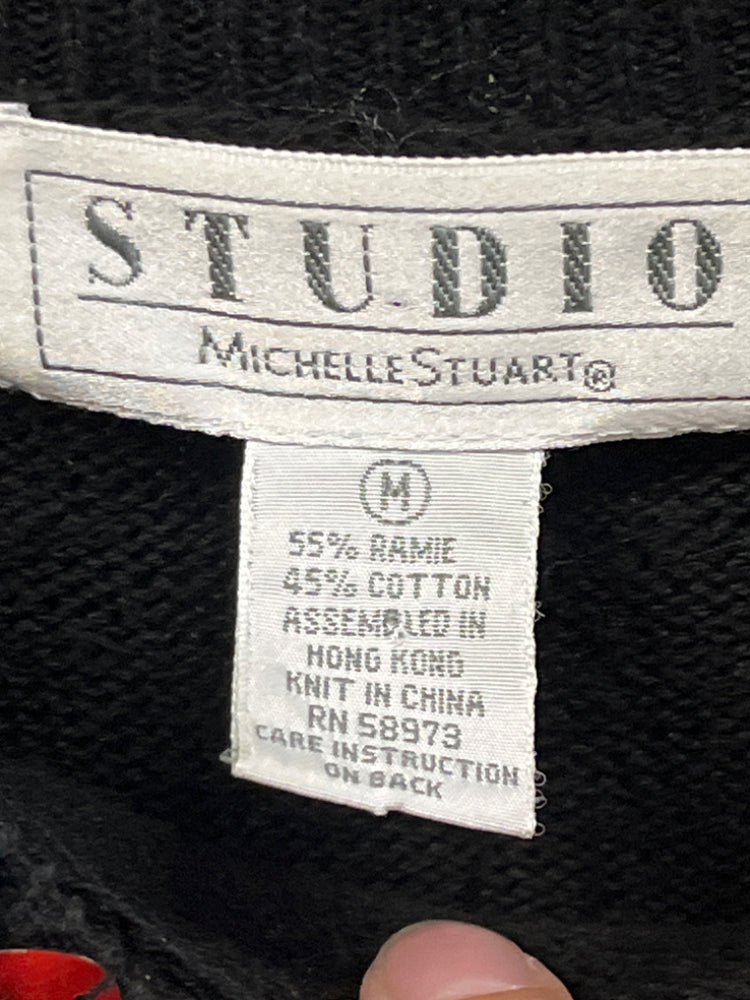 STUDIO
MICHELLE STUART®
M
55% RAMIE
45% COTTON
ASSEMBLED IN
HONG KONG
KNIT IN CHINA
RN 58973
CARE INSTRUCTION
ON BACK